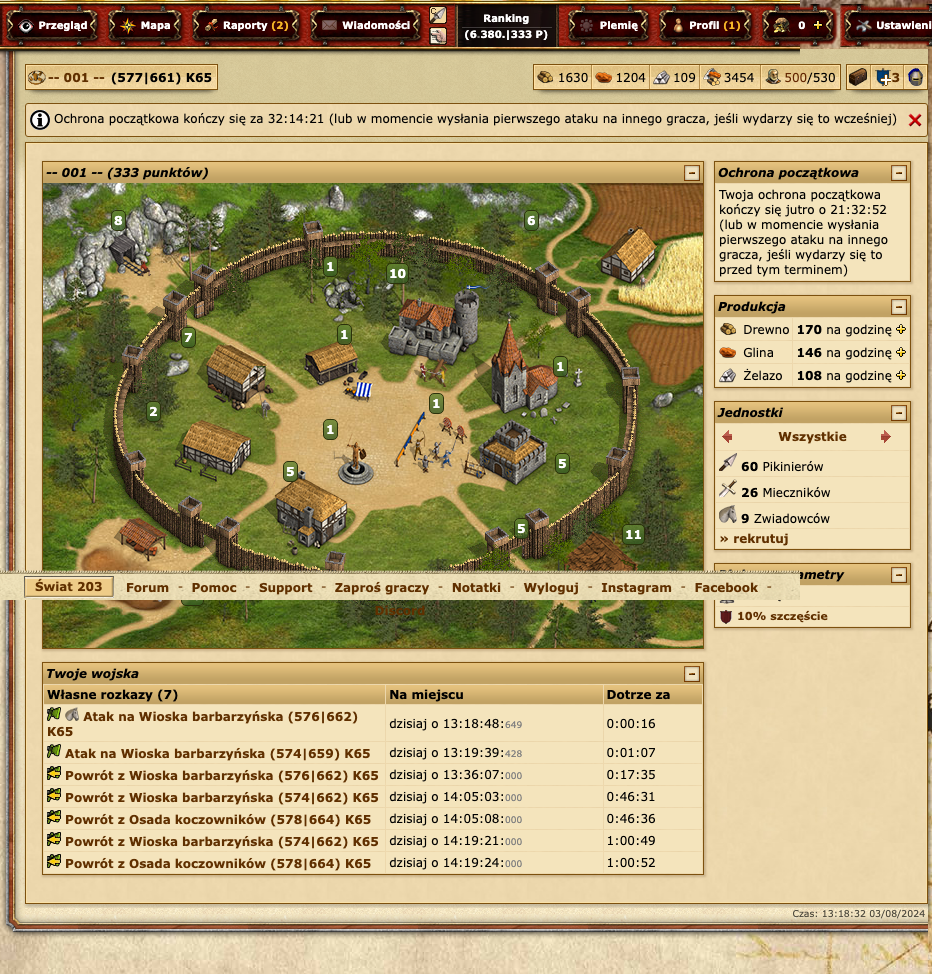 Przegląd
Mapa
Raporty (2)
Wiadomości
Ranking
(6.380.|333 P)
Plemię
Profil (1)
0
Ustawieni
-- 001 -- (577|661) K65
1630
1204
109
3454
500/530
3
Ochrona początkowa kończy się za 32:14:21 (lub w momencie wysłania pierwszego ataku na innego gracza, jeśli wydarzy się to wcześniej)
-- 001 -- (333 punktów)
8
6
1
10
7
1
1
2
1
1
5
5
5
11
Ochrona początkowa
Twoja ochrona początkowa
kończy się jutro o 21:32:52
(lub w momencie wysłania
pierwszego ataku na innego
gracza, jeśli wydarzy się to
przed tym terminem)
Produkcja
Drewno 170 na godzinę
Glina 146 na godzinę
Żelazo 108 na godzinę
Jednostki
Wszystkie
60 Pikinierów
26 Mieczników
9 Zwiadowców
» rekrutuj
ametry
10% szczęście
Świat 203
Forum - Pomoc - Support - Zaproś graczy - Notatki - Wyloguj - Instagram - Facebook -
Discord
Twoje wojska
Własne rozkazy (7) Na miejscu Dotrze za
Atak na Wioska barbarzyńska (576|662)
K65 dzisiaj o 13:18:48:649 0:00:16
Atak na Wioska barbarzyńska (574|659) K65 dzisiaj o 13:19:39:428 0:01:07
Powrót z Wioska barbarzyńska (576|662) K65 dzisiaj o 13:36:07:000 0:17:35
Powrót z Wioska barbarzyńska (574|662) K65 dzisiaj o 14:05:03:000 0:46:31
Powrót z Osada koczowników (578|664) K65 dzisiaj o 14:05:08:000 0:46:36
Powrót z Wioska barbarzyńska (574|662) K65 dzisiaj o 14:19:21:000 1:00:49
Powrót z Osada koczowników (578|664) K65 dzisiaj o 14:19:24:000 1:00:52
Czas: 13:18:32 03/08/2024